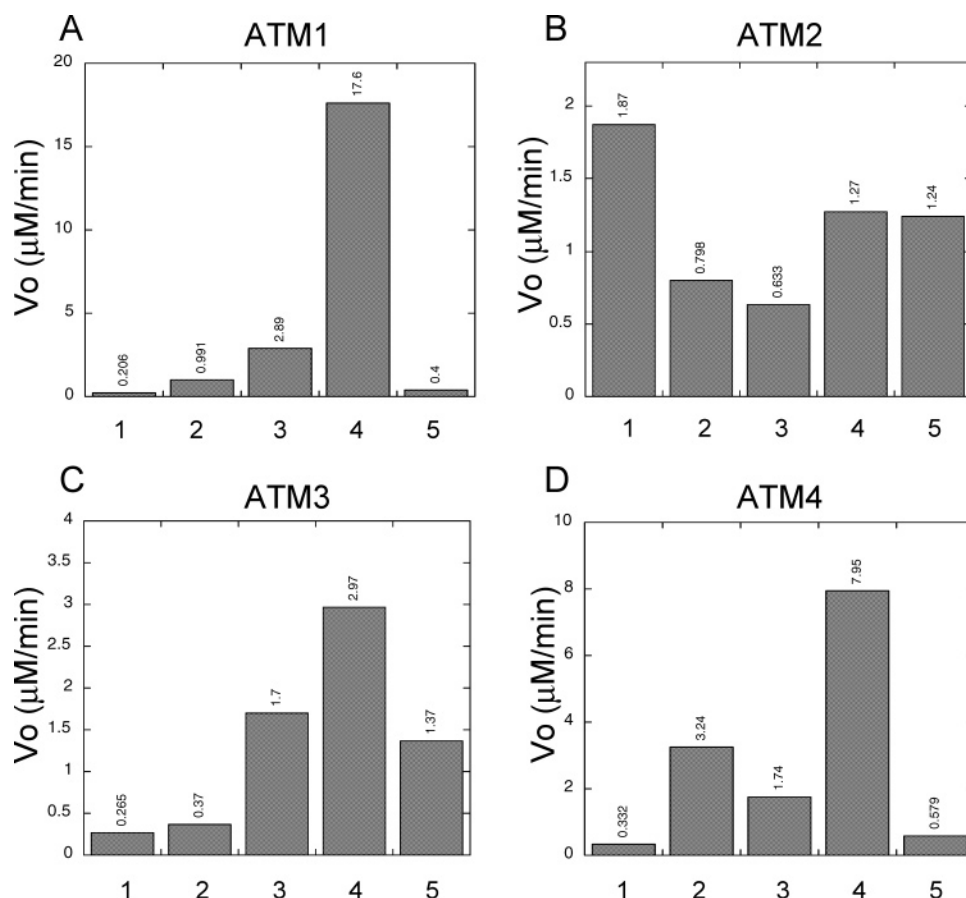 A
ATM1
Vo (μM/min)
20
15
10
5
0
0.206
0.991
2.89
17.6
0.4
1 2 3 4 5
B
ATM2
Vo (μM/min)
2
1.5
1
0.5
0
1.87
0.798
0.633
1.27
1.24
1 2 3 4 5
C
ATM3
Vo (μM/min)
4
3.5
3
2.5
2
1.5
1
0.5
0
0.265
0.37
1.7
2.97
1.37
1 2 3 4 5
D
ATM4
Vo (μM/min)
10
8
6
4
2
0
0.332
3.24
1.74
7.95
0.579
1 2 3 4 5